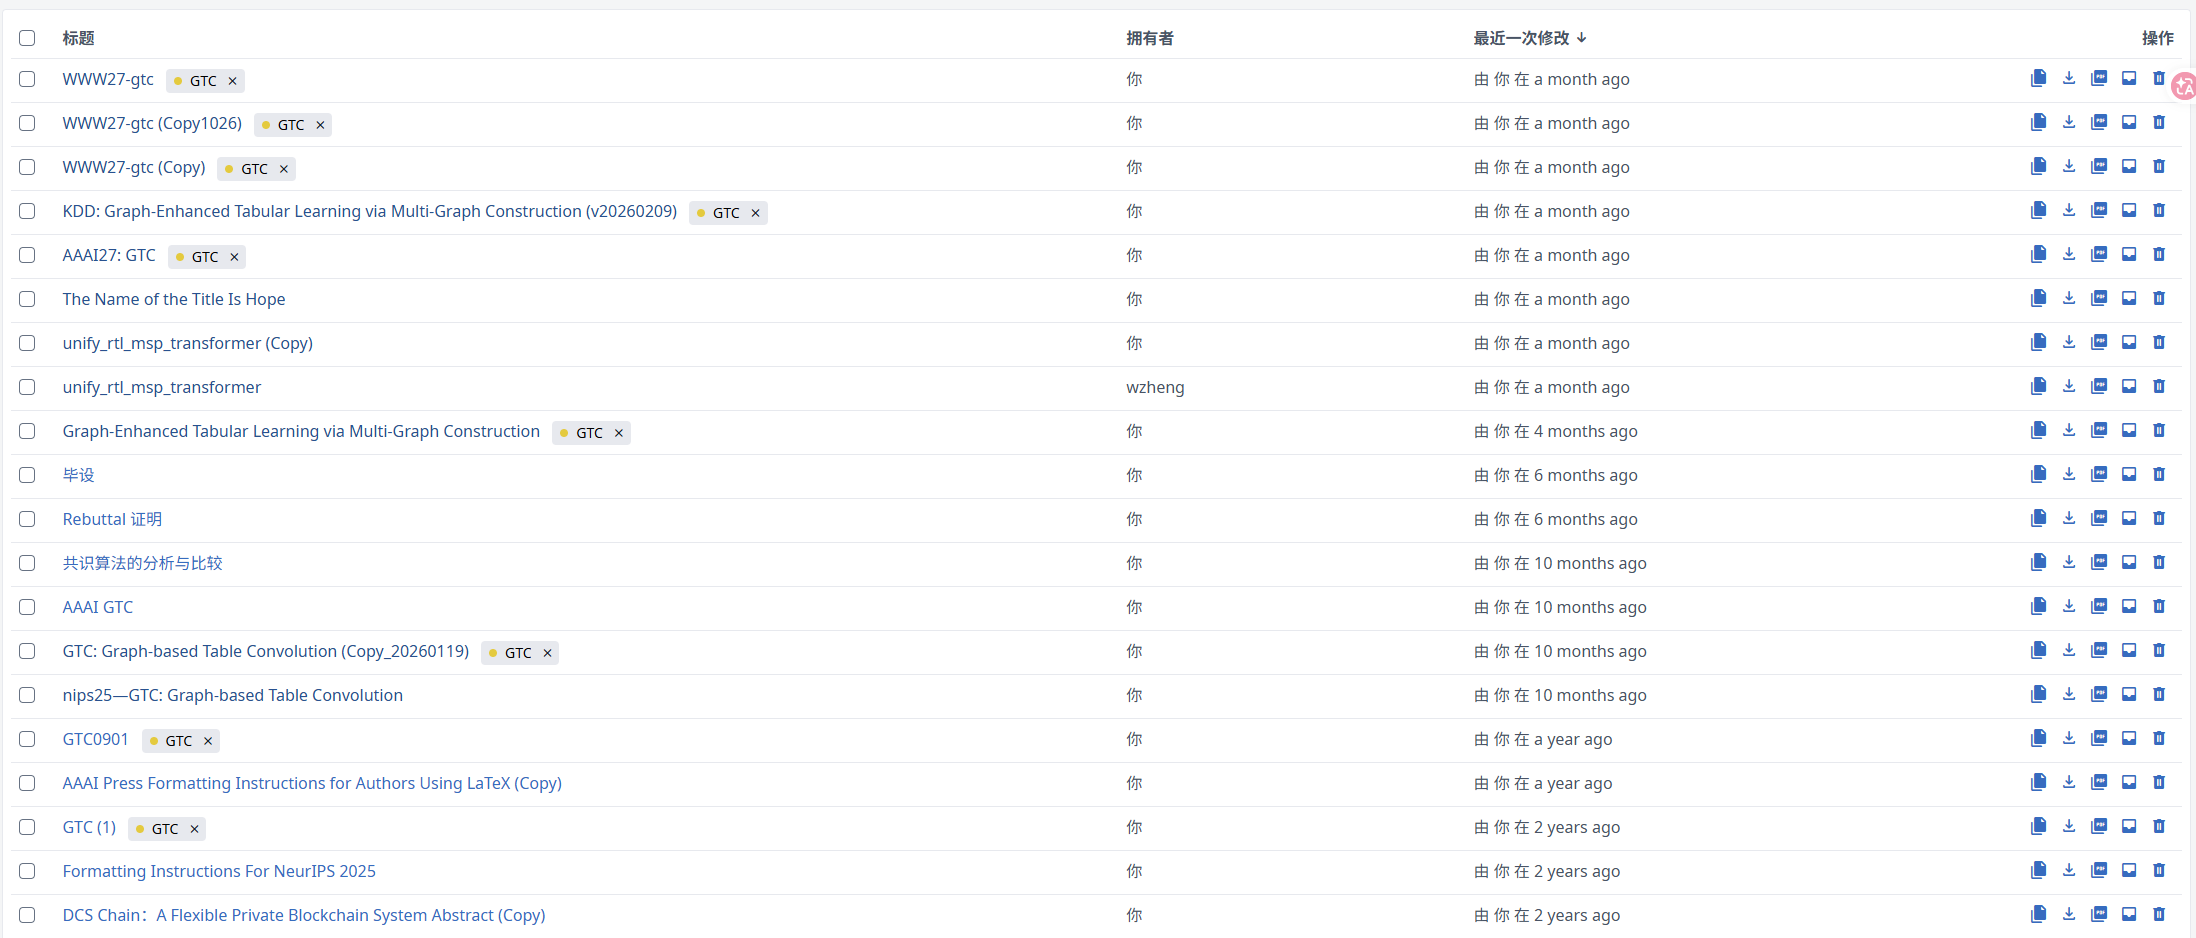 标题 拥有者 最近一次修改 ↓ 操作
WWW27-gtc GTC × 你 由 你 在 a month ago
WWW27-gtc (Copy1026) GTC × 你 由 你 在 a month ago
WWW27-gtc (Copy) GTC × 你 由 你 在 a month ago
KDD: Graph-Enhanced Tabular Learning via Multi-Graph Construction (v20260209) GTC × 你 由 你 在 a month ago
AAAI27: GTC GTC × 你 由 你 在 a month ago
The Name of the Title Is Hope 你 由 你 在 a month ago
unify_rtl_msp_transformer (Copy) 你 由 你 在 a month ago
unify_rtl_msp_transformer wzheng 由 你 在 a month ago
Graph-Enhanced Tabular Learning via Multi-Graph Construction GTC × 你 由 你 在 4 months ago
毕设 你 由 你 在 6 months ago
Rebuttal 证明 你 由 你 在 6 months ago
共识算法的分析与比较 你 由 你 在 10 months ago
AAAI GTC 你 由 你 在 10 months ago
GTC: Graph-based Table Convolution (Copy_20260119) GTC × 你 由 你 在 10 months ago
nips25—GTC: Graph-based Table Convolution 你 由 你 在 10 months ago
GTC0901 GTC × 你 由 你 在 a year ago
AAAI Press Formatting Instructions for Authors Using LaTeX (Copy) 你 由 你 在 a year ago
GTC (1) GTC × 你 由 你 在 2 years ago
Formatting Instructions For NeurIPS 2025 你 由 你 在 2 years ago
DCS Chain：A Flexible Private Blockchain System Abstract (Copy) 你 由 你 在 2 years ago